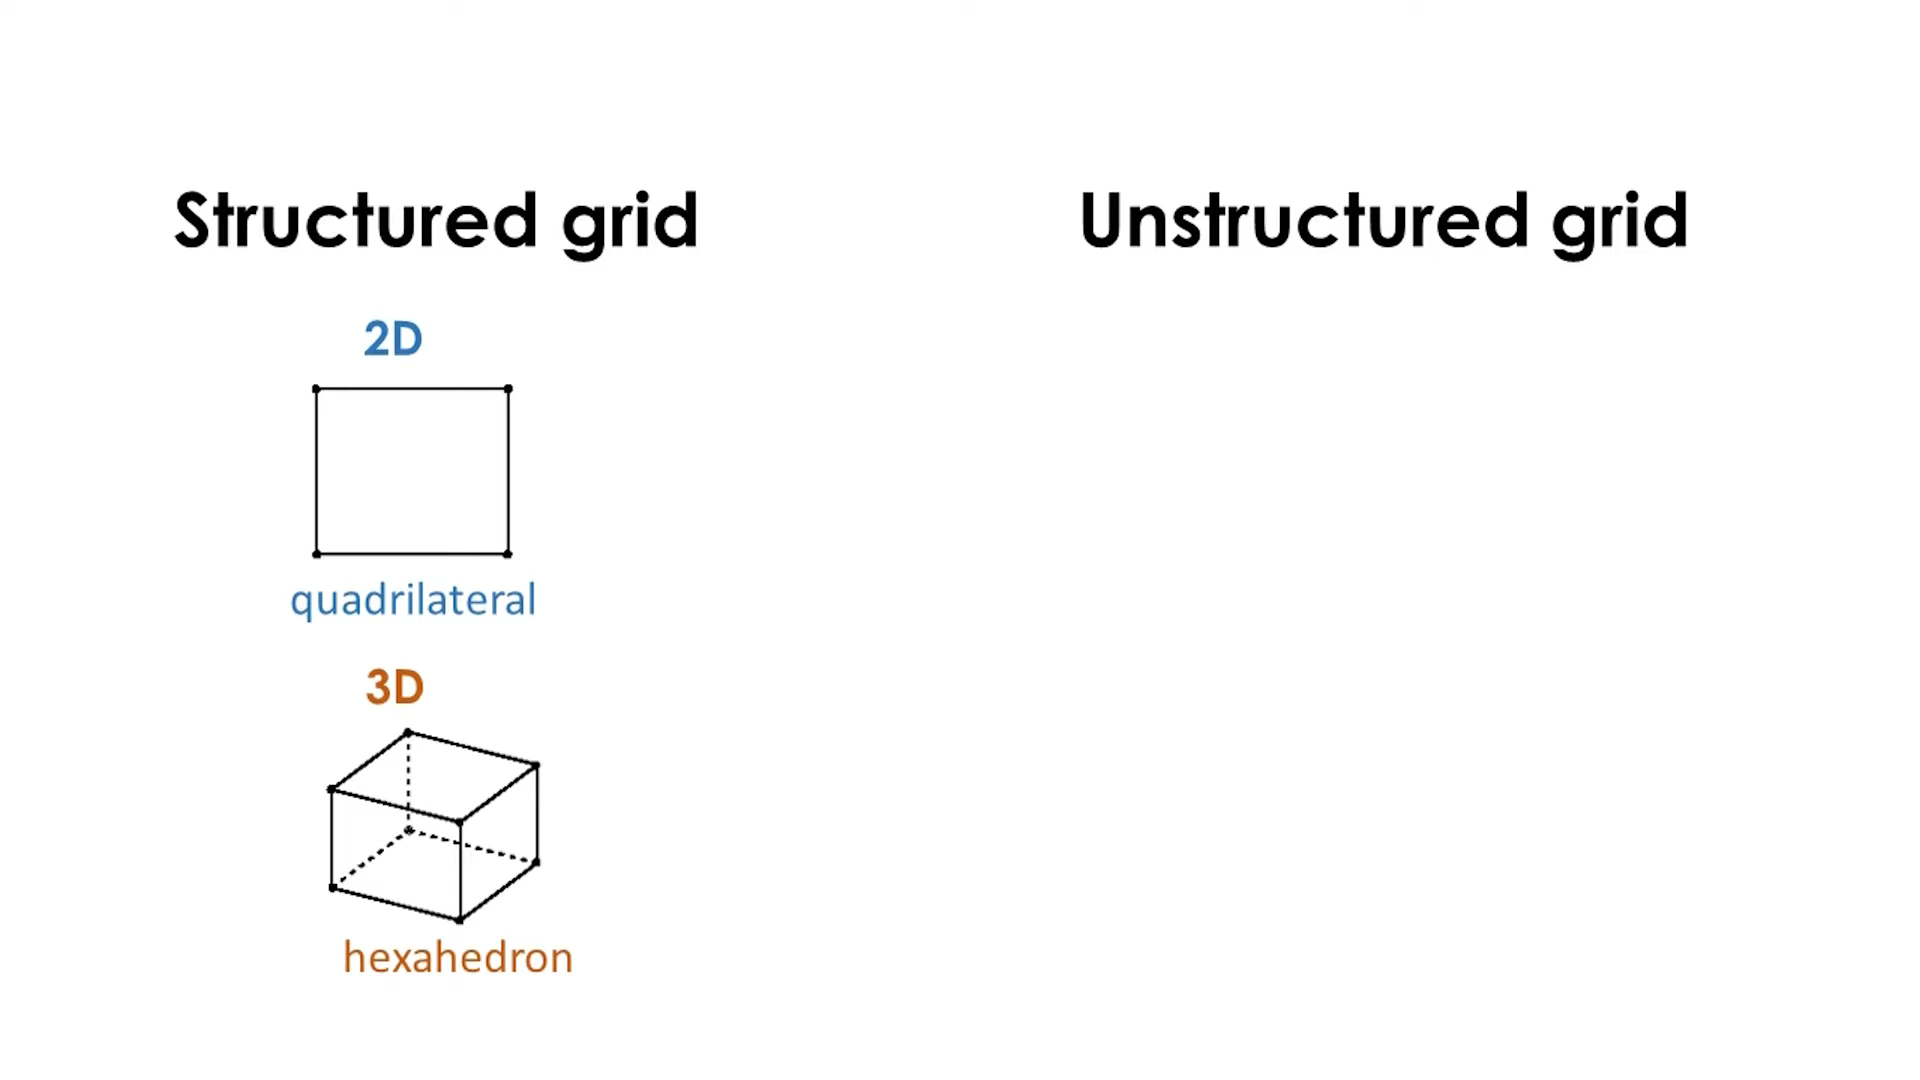 Structured grid
Unstructured grid
2D
quadrilateral
3D
hexahedron